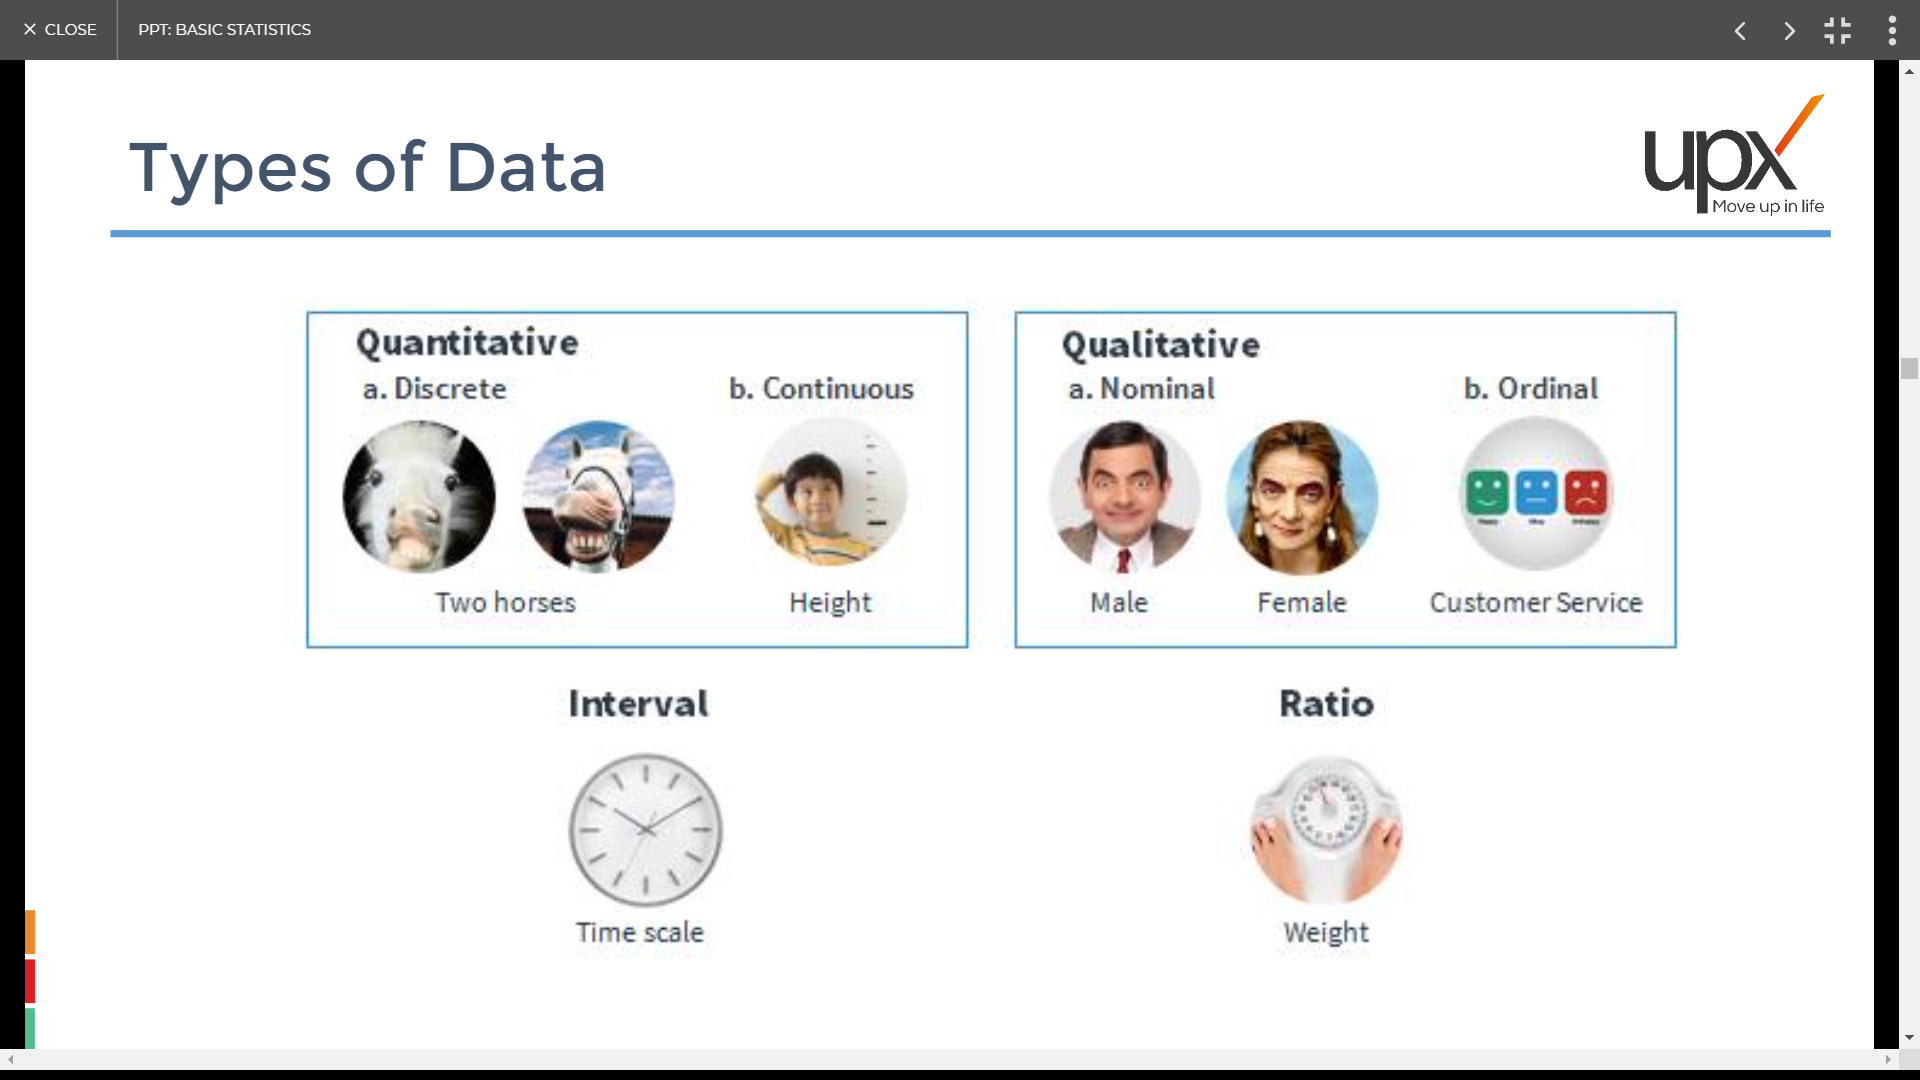 CLOSE
PPT: BASIC STATISTICS
Types of Data
upx
Move up in life
Quantitative
a. Discrete
b. Continuous
Two horses
Height
Qualitative
a. Nominal
b. Ordinal
Male
Female
Customer Service
Interval
Time scale
Ratio
Weight